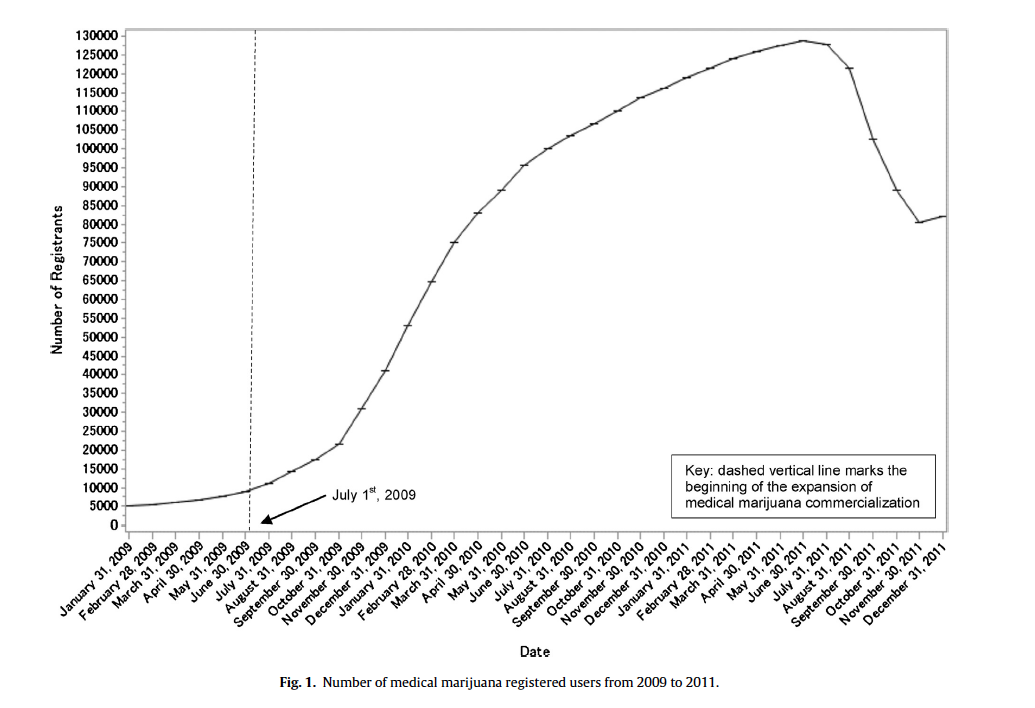 130000
125000
120000
115000
110000
105000
100000
95000
90000
85000
80000
75000
70000
65000
60000
55000
50000
45000
40000
35000
30000
25000
20000
15000
10000
5000
0
Number of Registrants
July 1st, 2009
Key: dashed vertical line marks the
beginning of the expansion of
medical marijuana commercialization
January 31, 2009
February 28, 2009
March 31, 2009
April 30, 2009
May 31, 2009
June 30, 2009
July 31, 2009
August 31, 2009
September 30, 2009
October 31, 2009
November 30, 2009
December 31, 2009
January 31, 2010
February 28, 2010
March 31, 2010
April 30, 2010
May 31, 2010
June 30, 2010
July 31, 2010
August 31, 2010
September 30, 2010
October 31, 2010
November 30, 2010
December 31, 2010
January 31, 2011
February 28, 2011
March 31, 2011
April 30, 2011
May 31, 2011
June 30, 2011
July 31, 2011
August 31, 2011
September 30, 2011
October 31, 2011
November 30, 2011
December 31, 2011
Date
Fig. 1. Number of medical marijuana registered users from 2009 to 2011.